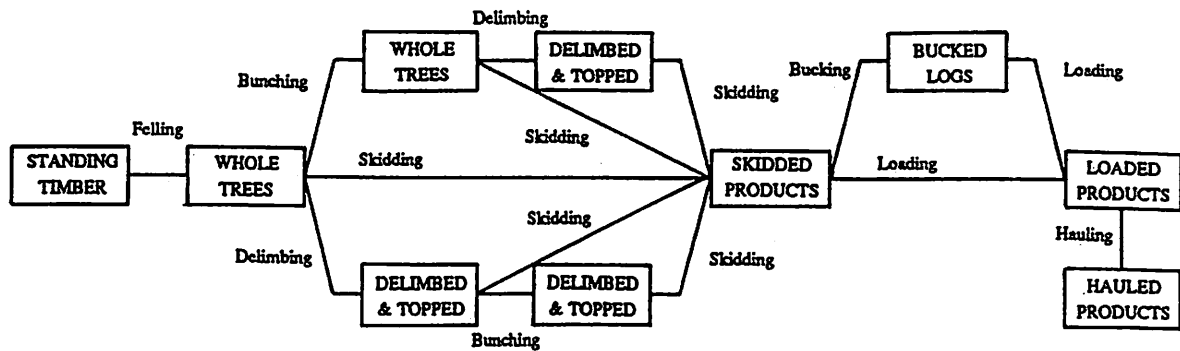 Delimbing
WHOLE
TREES
DELIMBED
& TOPPED
BUCKED
LOGS
Bunching
Skidding
Bucking
Loading
Felling
Skidding
STANDING
TIMBER
WHOLE
TREES
Skidding
SKIDDED
PRODUCTS
Loading
LOADED
PRODUCTS
Skidding
Hauling
Delimbing
Skidding
DELIMBED
& TOPPED
DELIMBED
& TOPPED
HAULED
PRODUCTS
Bunching